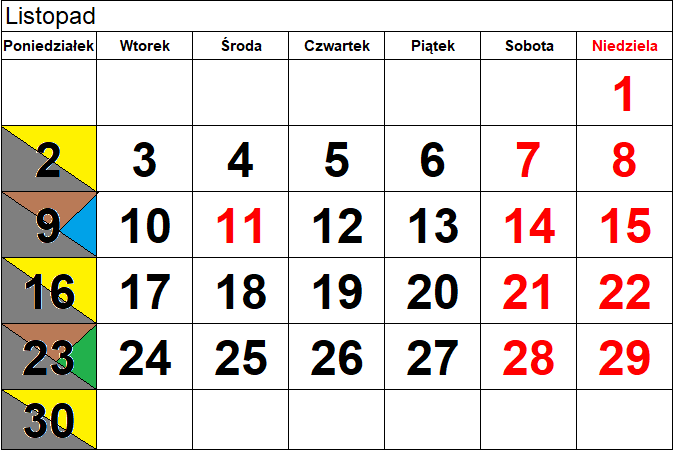 Listopad
Poniedziałek Wtorek Środa Czwartek Piątek Sobota Niedziela
1
2 3 4 5 6 7 8
9 10 11 12 13 14 15
16 17 18 19 20 21 22
23 24 25 26 27 28 29
30